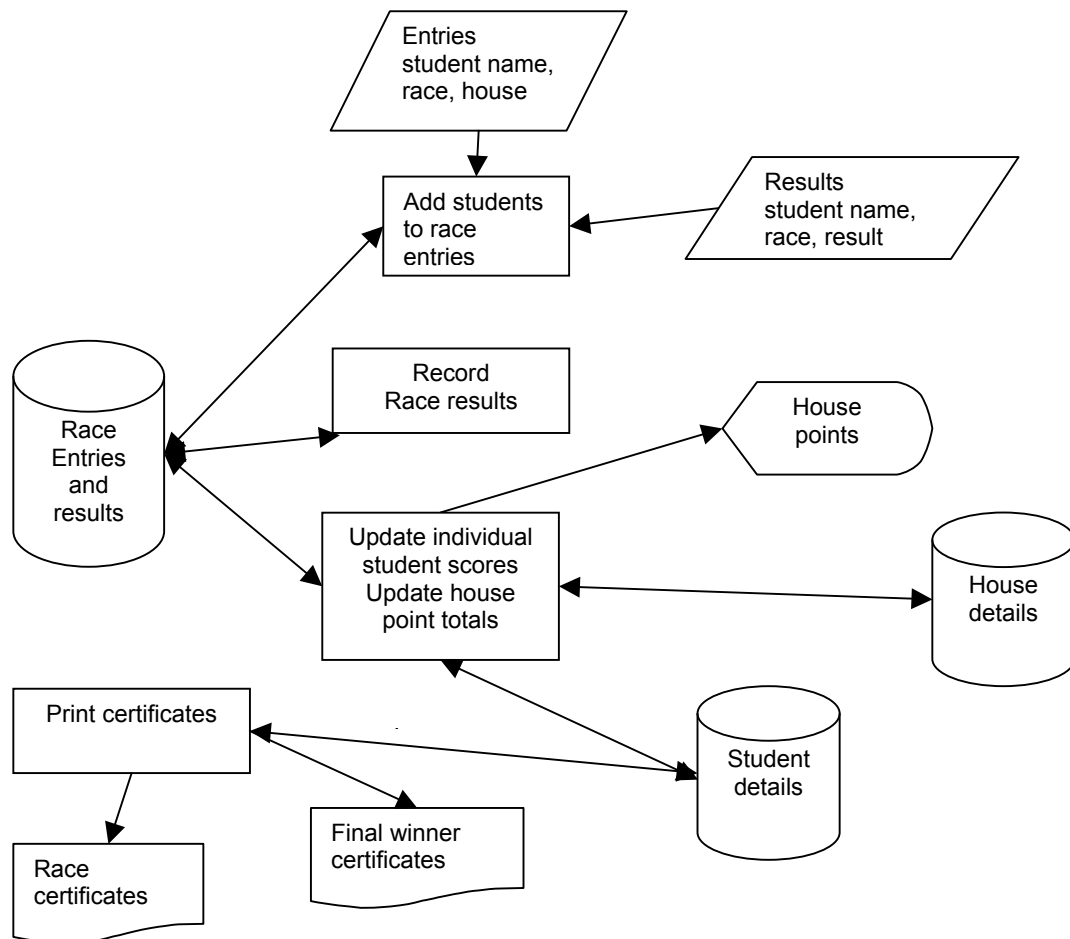 Entries
student name,
race, house
Results
student name,
race, result
Add students
to race
entries
Record
Race results
House
points
Race
Entries
and
results
Update individual
student scores
Update house
point totals
House
details
Print certificates
Student
details
Final winner
certificates
Race
certificates